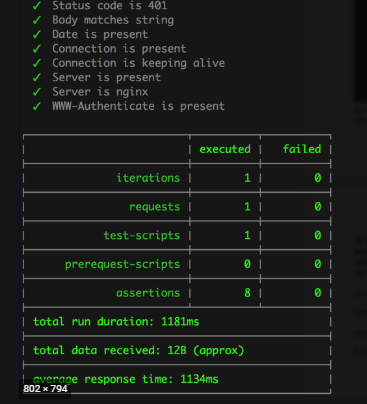 ✓ Status code is 401
✓ Body matches string
✓ Date is present
✓ Connection is present
✓ Connection is keeping alive
✓ Server is present
✓ Server is nginx
✓ WWW-Authenticate is present
executed failed
iterations 1 0
requests 1 0
test-scripts 1 0
prerequest-scripts 0 0
assertions 8 0
total run duration: 1181ms
total data received: 12B (approx)
average response time: 1134ms
802 × 794